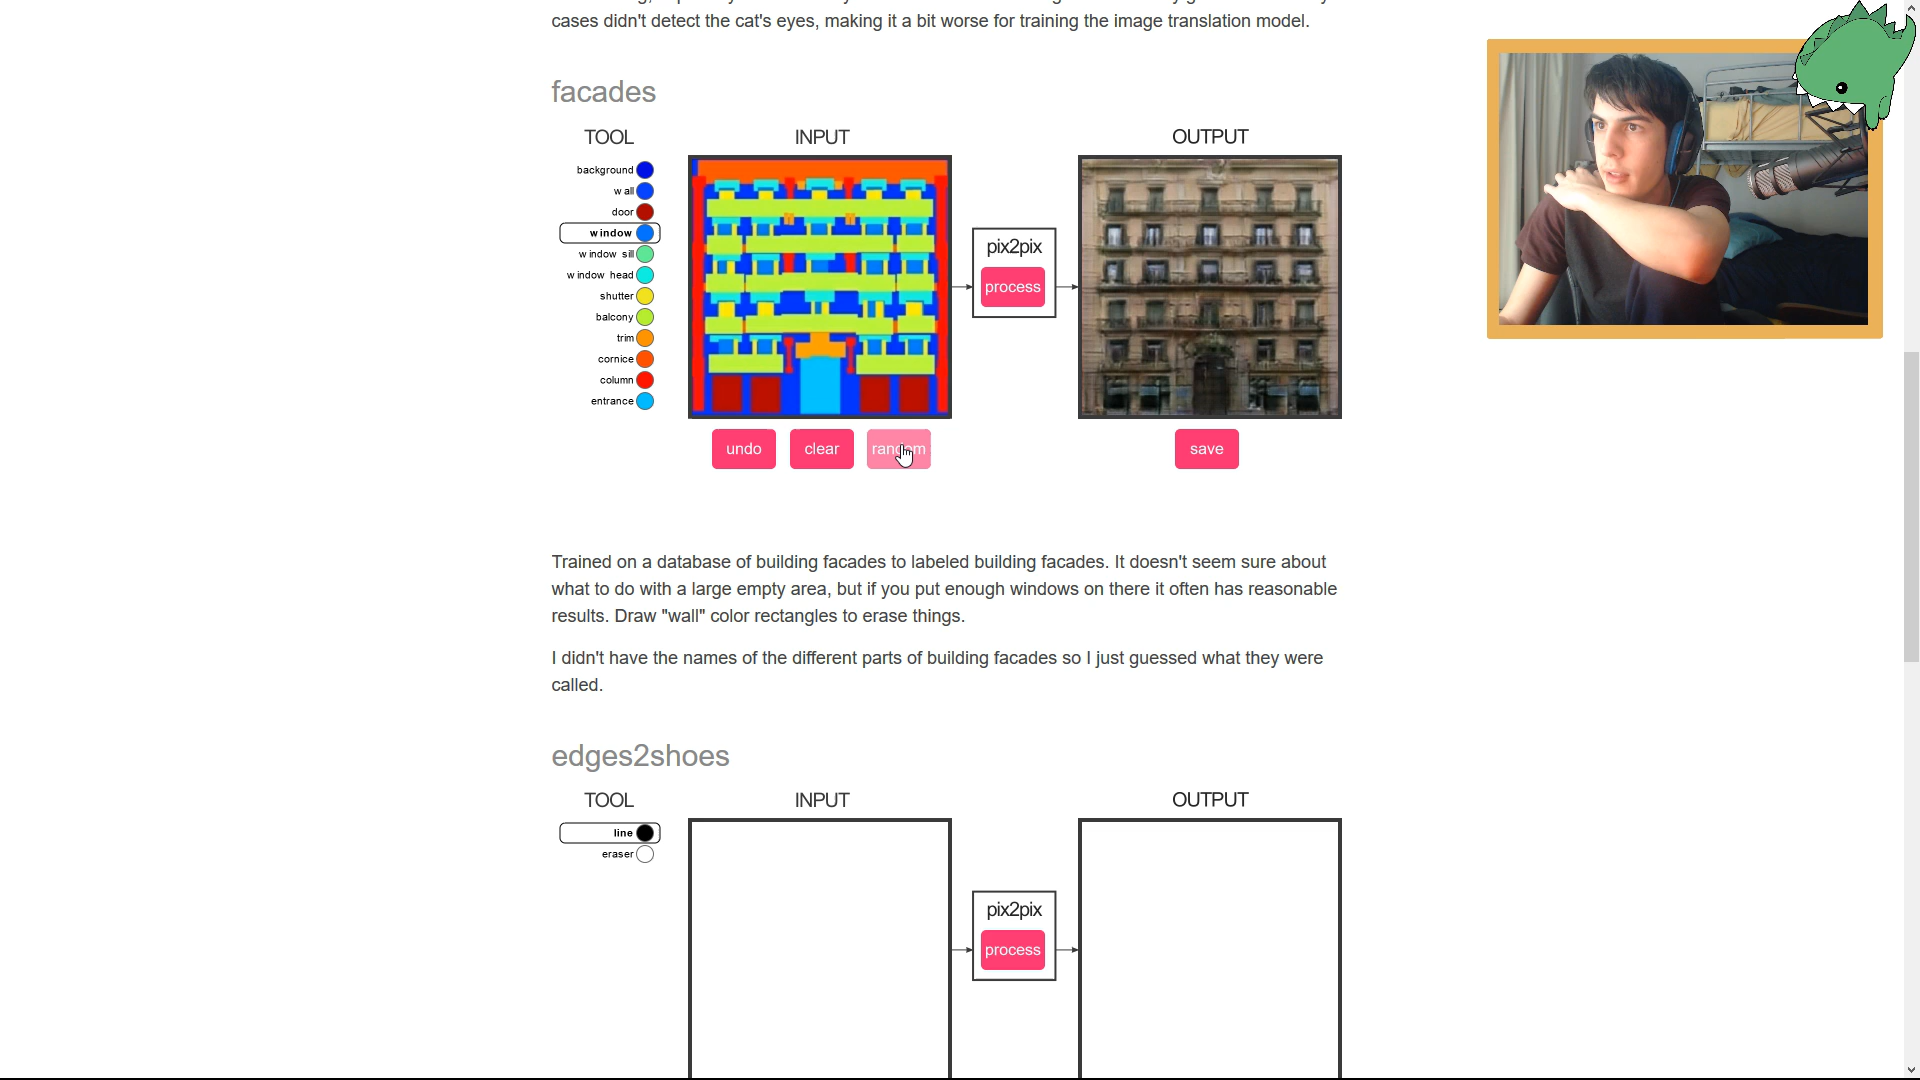 cases didn't detect the cat's eyes, making it a bit worse for training the image translation model.
facades
TOOL
INPUT
OUTPUT
background
wall
door
window
window sill
window head
shutter
balcony
trim
cornice
column
entrance
pix2pix
process
undo
clear
random
save
Trained on a database of building facades to labeled building facades. It doesn't seem sure about
what to do with a large empty area, but if you put enough windows on there it often has reasonable
results. Draw "wall" color rectangles to erase things.
I didn't have the names of the different parts of building facades so I just guessed what they were
called.
edges2shoes
TOOL
INPUT
OUTPUT
line
eraser
pix2pix
process